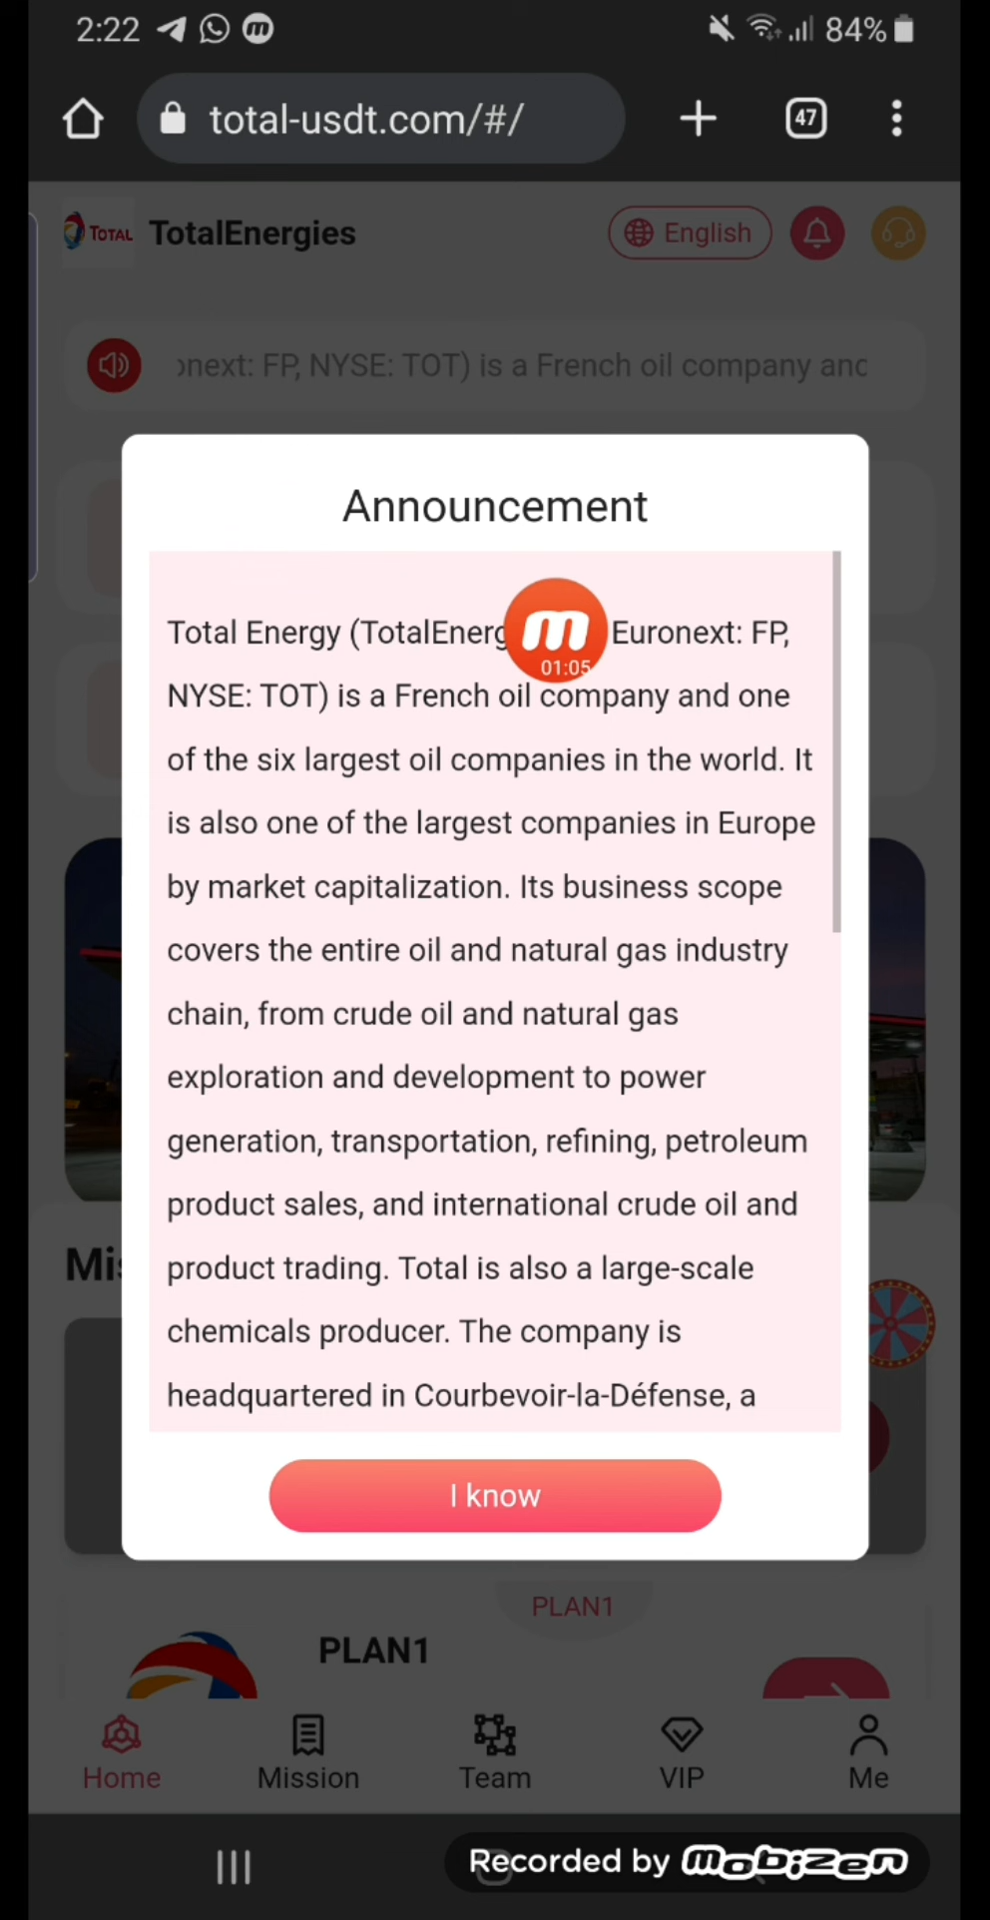 2:22
84%
total-usdt.com/#/
47
TOTAL
TotalEnergies
English
onext: FP, NYSE: TOT) is a French oil company and
Announcement
Total Energy (TotalEnerg Euronext: FP,
01:05
NYSE: TOT) is a French oil company and one
of the six largest oil companies in the world. It
is also one of the largest companies in Europe
by market capitalization. Its business scope
covers the entire oil and natural gas industry
chain, from crude oil and natural gas
exploration and development to power
generation, transportation, refining, petroleum
product sales, and international crude oil and
product trading. Total is also a large-scale
chemicals producer. The company is
headquartered in Courbevoir-la-Défense, a
Mis
I know
PLAN1
PLAN1
Home
Mission
Team
VIP
Me
Recorded by mobizen